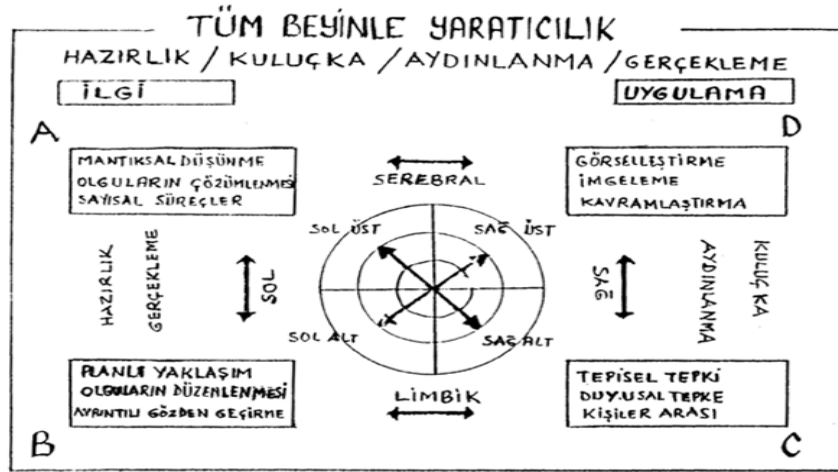 TÜM BEYİNLE YARATICILIK
HAZIRLIK / KULUÇKA / AYDINLANMA / GERÇEKLEME
İLGİ
UYGULAMA
A
D
MANTIKSAL DÜŞÜNME
OLGULARIN ÇÖZÜMLENMESİ
SAYISAL SÜREÇLER
SEREBRAL
GÖRSELLEŞTİRME
İMGELEME
KAVRAMLAŞTIRMA
SOL ÜST
SAĞ ÜST
HAZIRLIK
GERÇEKLEME
SOL
SAĞ
AYDINLANMA
KULUÇKA
SOL ALT
SAĞ ALT
PLANLI YAKLAŞIM
OLGULARIN DÜZENLENMESİ
AYRINTILI GÖZDEN GEÇİRME
LİMBİK
TEPİSEL TEPKİ
DUYUSAL TEPKE
KİŞİLER ARASI
B
C